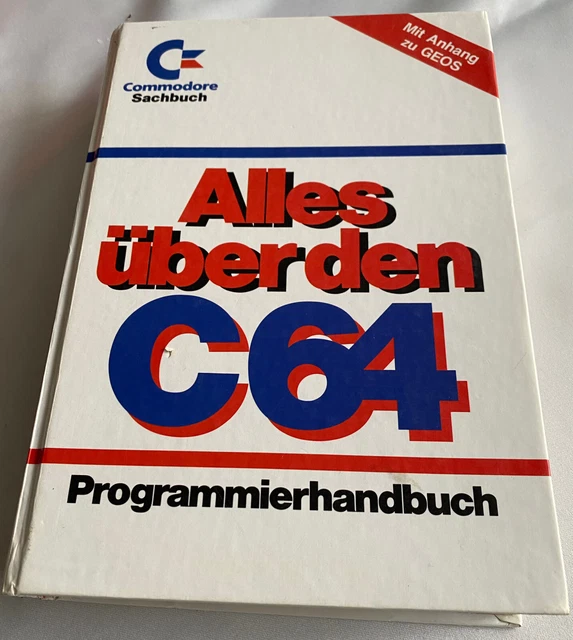 Mit Anhang
zu GEOS
Commodore
Sachbuch
Alles
über den
C64
Programmierhandbuch